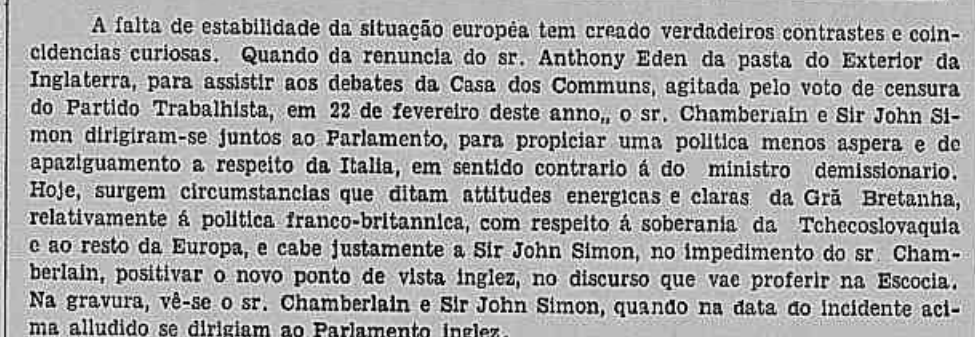 A falta de estabilidade da situação européa tem creado verdadeiros contrastes e coin-
cidencias curiosas. Quando da renuncia do sr. Anthony Eden da pasta do Exterior da
Inglaterra, para assistir aos debates da Casa dos Communs, agitada pelo voto de censura
do Partido Trabalhista, em 22 de fevereiro deste anno,, o sr. Chamberlain e Sir John Si-
mon dirigiram-se juntos ao Parlamento, para propiciar uma politica menos aspera e de
apaziguamento a respeito da Italia, em sentido contrario á do ministro demissionario.
Hoje, surgem circumstancias que ditam attitudes energicas e claras da Grã Bretanha,
relativamente á politica franco-britannica, com respeito á soberania da Tchecoslovaquia
e ao resto da Europa, e cabe justamente a Sir John Simon, no impedimento do sr. Cham-
berlain, positivar o novo ponto de vista inglez, no discurso que vae proferir na Escocia.
Na gravura, vê-se o sr. Chamberlain e Sir John Simon, quando na data do incidente aci-
ma alludido se dirigiam ao Parlamento inglez.